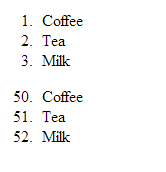 1. Coffee
2. Tea
3. Milk
50. Coffee
51. Tea
52. Milk